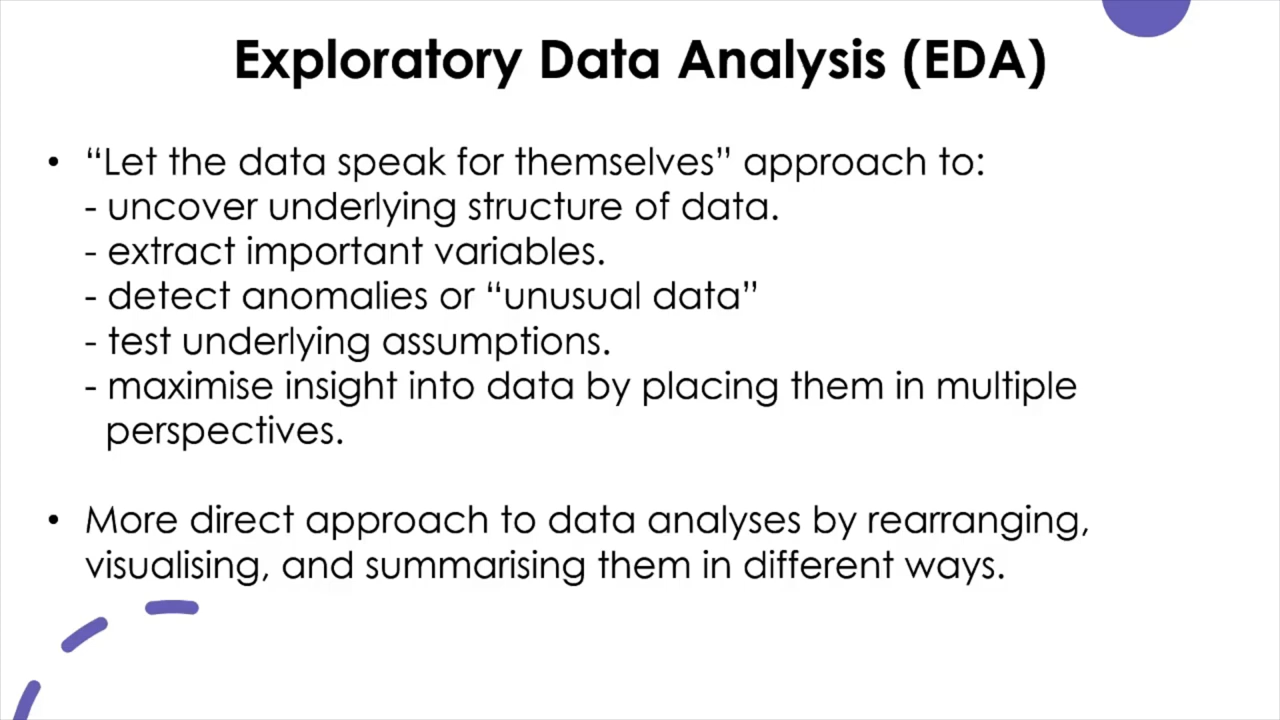 Exploratory Data Analysis (EDA)
• “Let the data speak for themselves” approach to:
- uncover underlying structure of data.
- extract important variables.
- detect anomalies or “unusual data”
- test underlying assumptions.
- maximise insight into data by placing them in multiple
perspectives.
• More direct approach to data analyses by rearranging,
visualising, and summarising them in different ways.